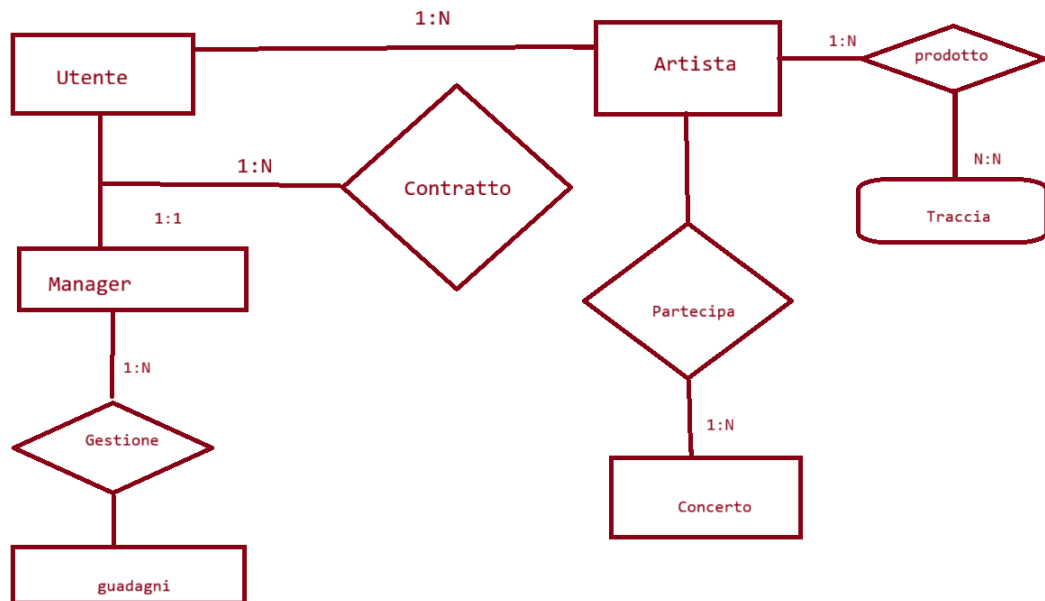 1:N
Utente
Artista
1:N
prodotto
1:N
Contratto
N:N
Traccia
1:1
Manager
Partecipa
1:N
1:N
Gestione
Concerto
guadagni